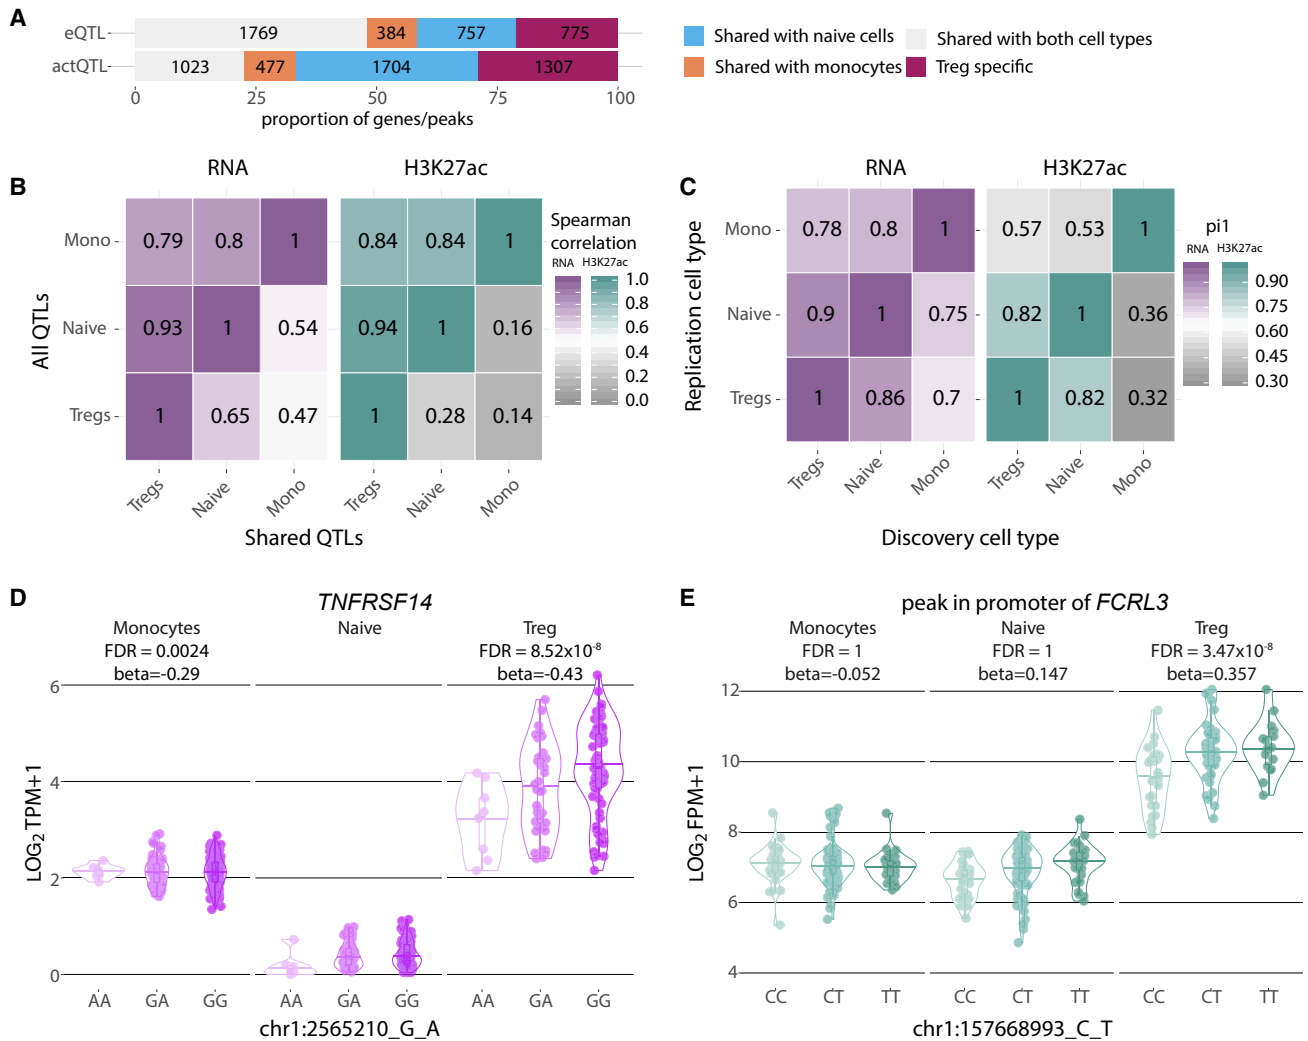 A
eQTL
1769
384
757
775
actQTL
1023
477
1704
1307
0
25
50
75
100
proportion of genes/peaks
Shared with naive cells
Shared with both cell types
Shared with monocytes
Treg specific
B
RNA
H3K27ac
All QTLs
Mono
0.79
0.8
1
0.84
0.84
1
Naive
0.93
1
0.54
0.94
1
0.16
Tregs
1
0.65
0.47
1
0.28
0.14
Tregs
Naive
Mono
Tregs
Naive
Mono
Shared QTLs
Spearman
correlation
RNA
H3K27ac
1.0
0.8
0.6
0.4
0.2
0.0
C
RNA
H3K27ac
Replication cell type
Mono
0.78
0.8
1
0.57
0.53
1
Naive
0.9
1
0.75
0.82
1
0.36
Tregs
1
0.86
0.7
1
0.82
0.32
Tregs
Naive
Mono
Tregs
Naive
Mono
Discovery cell type
pi1
RNA
H3K27ac
0.90
0.75
0.60
0.45
0.30
D
TNFRSF14
Monocytes
FDR = 0.0024
beta=-0.29
Naive
Treg
FDR = 8.52x10⁻⁸
beta=-0.43
LOG₂ TPM+1
6
4
2
0
AA
GA
GG
AA
GA
GG
AA
GA
GG
chr1:2565210_G_A
E
peak in promoter of FCRL3
Monocytes
FDR = 1
beta=-0.052
Naive
FDR = 1
beta=0.147
Treg
FDR = 3.47x10⁻⁸
beta=0.357
LOG₂ FPM+1
12
10
8
6
4
CC
CT
TT
CC
CT
TT
CC
CT
TT
chr1:157668993_C_T